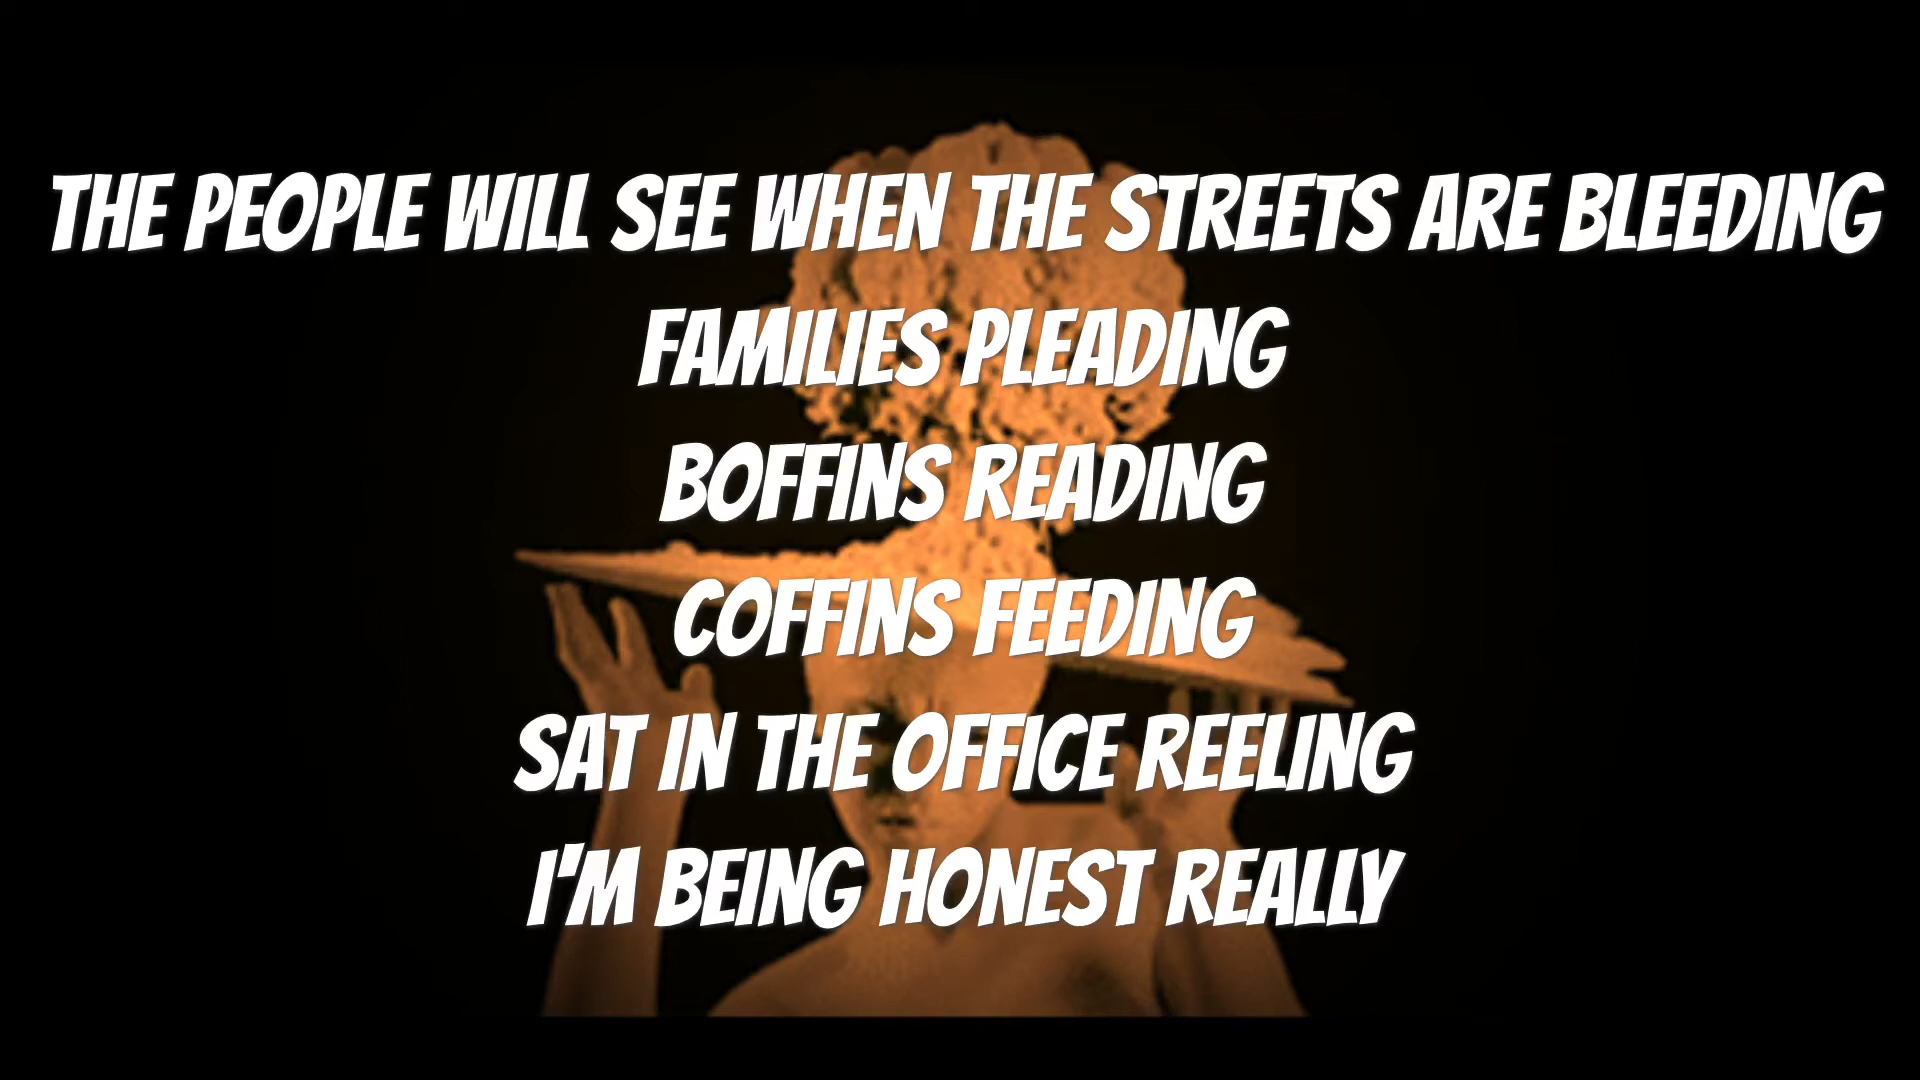 THE PEOPLE WILL SEE WHEN THE STREETS ARE BLEEDING
FAMILIES PLEADING
BOFFINS READING
COFFINS FEEDING
SAT IN THE OFFICE REELING
I'M BEING HONEST REALLY